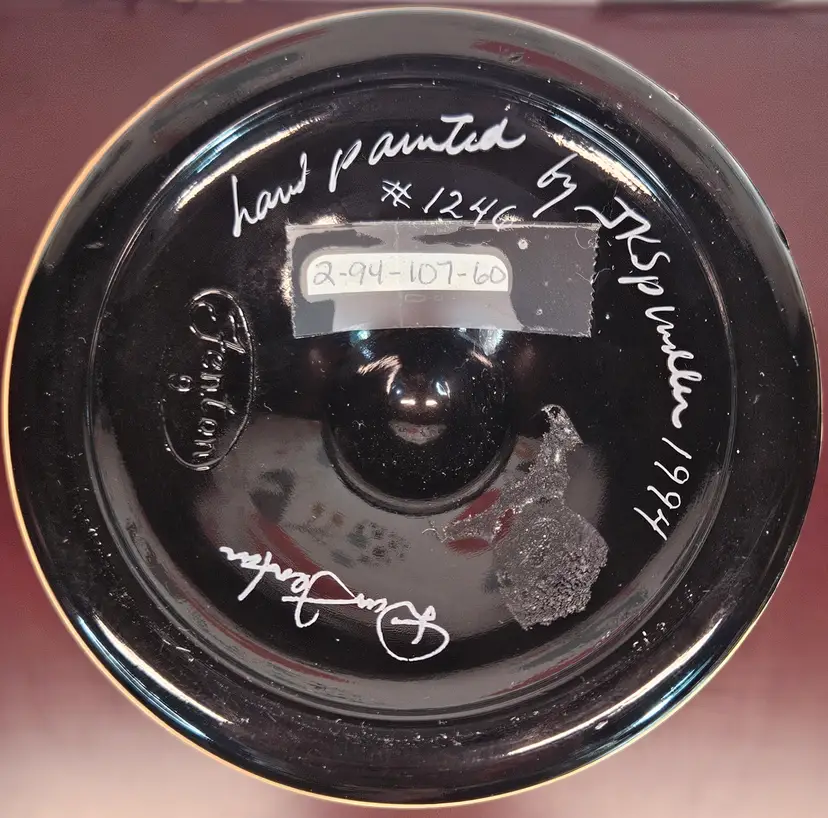 hand painted by JKSpindler 1994
#1246
2-94-107-60
Fenton
9
Don Fenton